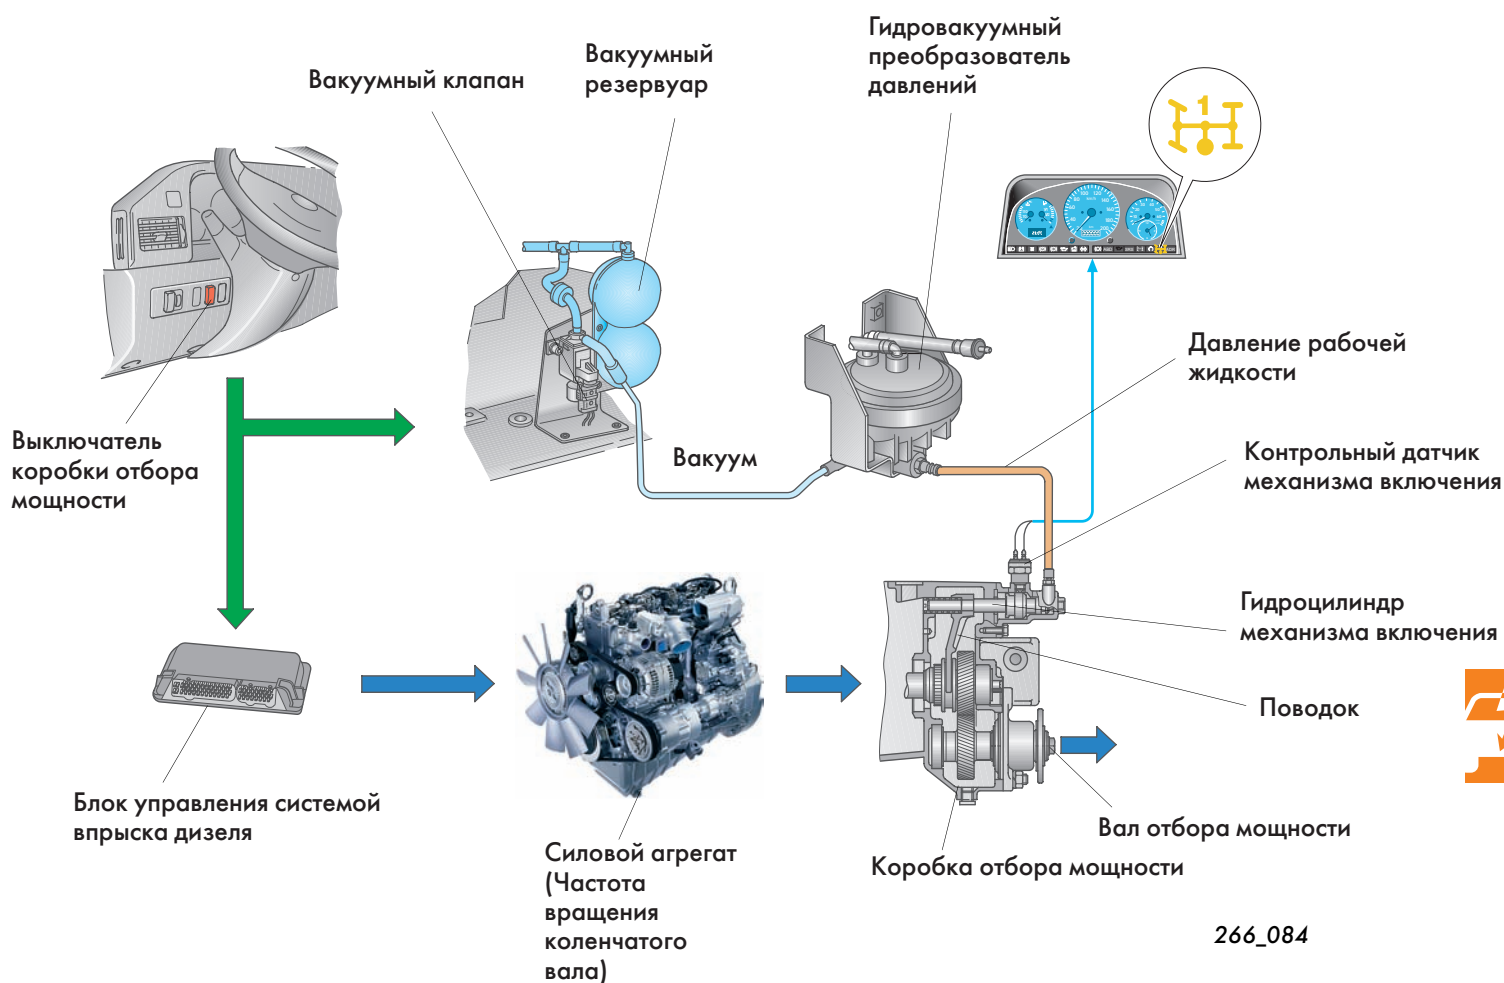 Гидровакуумный
преобразователь
давлений
Вакуумный
резервуар
Вакуумный клапан
1
Давление рабочей
жидкости
Выключатель
коробки отбора
мощности
Вакуум
Контрольный датчик
механизма включения
Гидроцилиндр
механизма включения
Поводок
Блок управления системой
впрыска дизеля
Вал отбора мощности
Силовой агрегат
(Частота
вращения
коленчатого
вала)
Коробка отбора мощности
266_084